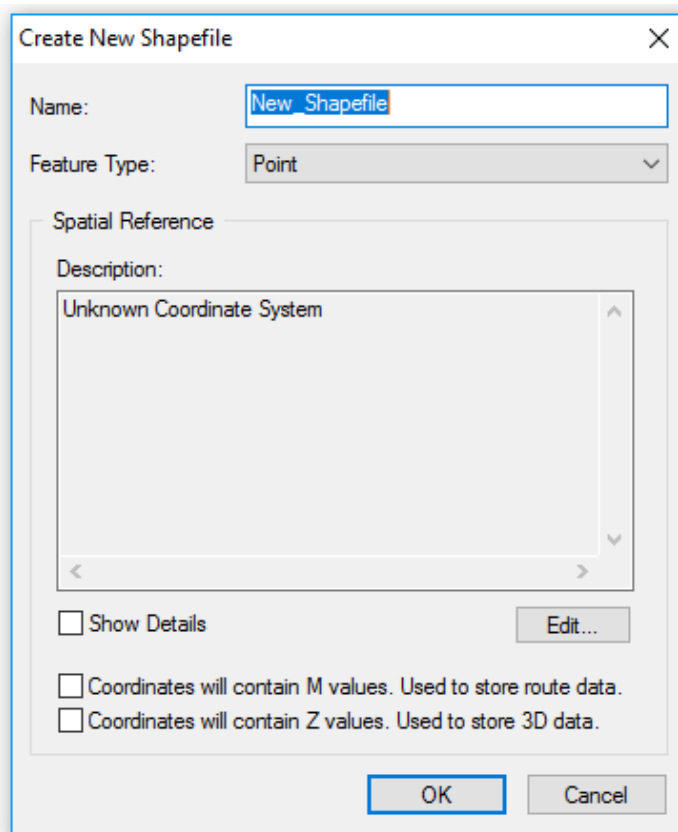 Create New Shapefile
Name:
New_Shapefile
Feature Type:
Point
Spatial Reference
Description:
Unknown Coordinate System
Show Details
Edit...
Coordinates will contain M values. Used to store route data.
Coordinates will contain Z values. Used to store 3D data.
OK
Cancel